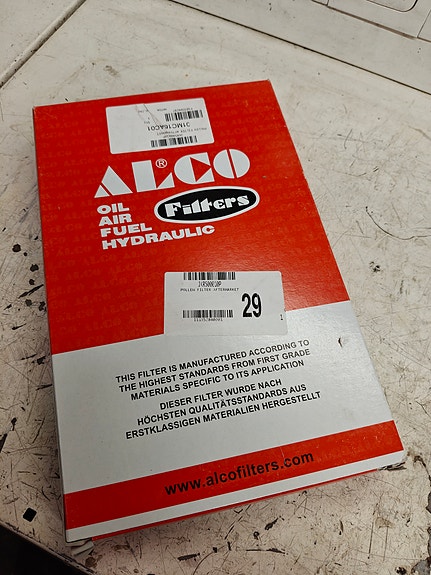 31MC16AC01
ALCO®
OIL
AIR
FUEL
HYDRAULIC
Filters
POLLEN FILTER AFTERMARKET
29
1
THIS FILTER IS MANUFACTURED ACCORDING TO
THE HIGHEST STANDARDS FROM FIRST GRADE
MATERIALS SPECIFIC TO ITS APPLICATION
DIESER FILTER WURDE NACH
HÖCHSTEN QUALITÄTSSTANDARDS AUS
ERSTKLASSIGEN MATERIALIEN HERGESTELLT
www.alcofilters.com